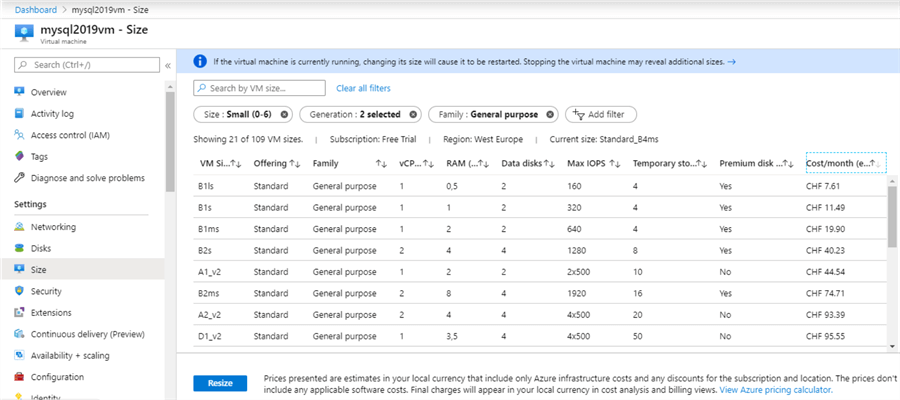 Dashboard > mysql2019vm - Size
mysql2019vm - Size
Virtual machine
Search (Ctrl+/)
«
Overview
Activity log
Access control (IAM)
Tags
Diagnose and solve problems
Settings
Networking
Disks
Size
Security
Extensions
Continuous delivery (Preview)
Availability + scaling
Configuration
Identity
If the virtual machine is currently running, changing its size will cause it to be restarted. Stopping the virtual machine may reveal additional sizes. →
Search by VM size... Clear all filters
Size : Small (0-6) Generation : 2 selected Family : General purpose Add filter
Showing 21 of 109 VM sizes. | Subscription: Free Trial | Region: West Europe | Current size: Standard_B4ms
VM Si...↑↓ Offering ↑↓ Family ↑↓ vCP...↑↓ RAM (...↑↓ Data disks↑↓ Max IOPS ↑↓ Temporary sto...↑↓ Premium disk ...↑↓ Cost/month (e...↑↓
B1ls Standard General purpose 1 0,5 2 160 4 Yes CHF 7.61
B1s Standard General purpose 1 1 2 320 4 Yes CHF 11.49
B1ms Standard General purpose 1 2 2 640 4 Yes CHF 19.90
B2s Standard General purpose 2 4 4 1280 8 Yes CHF 40.23
A1_v2 Standard General purpose 1 2 2 2x500 10 No CHF 44.54
B2ms Standard General purpose 2 8 4 1920 16 Yes CHF 74.71
A2_v2 Standard General purpose 2 4 4 4x500 20 No CHF 93.39
D1_v2 Standard General purpose 1 3,5 4 4x500 50 No CHF 95.55
Resize
Prices presented are estimates in your local currency that include only Azure infrastructure costs and any discounts for the subscription and location. The prices don't
include any applicable software costs. Final charges will appear in your local currency in cost analysis and billing views. View Azure pricing calculator.